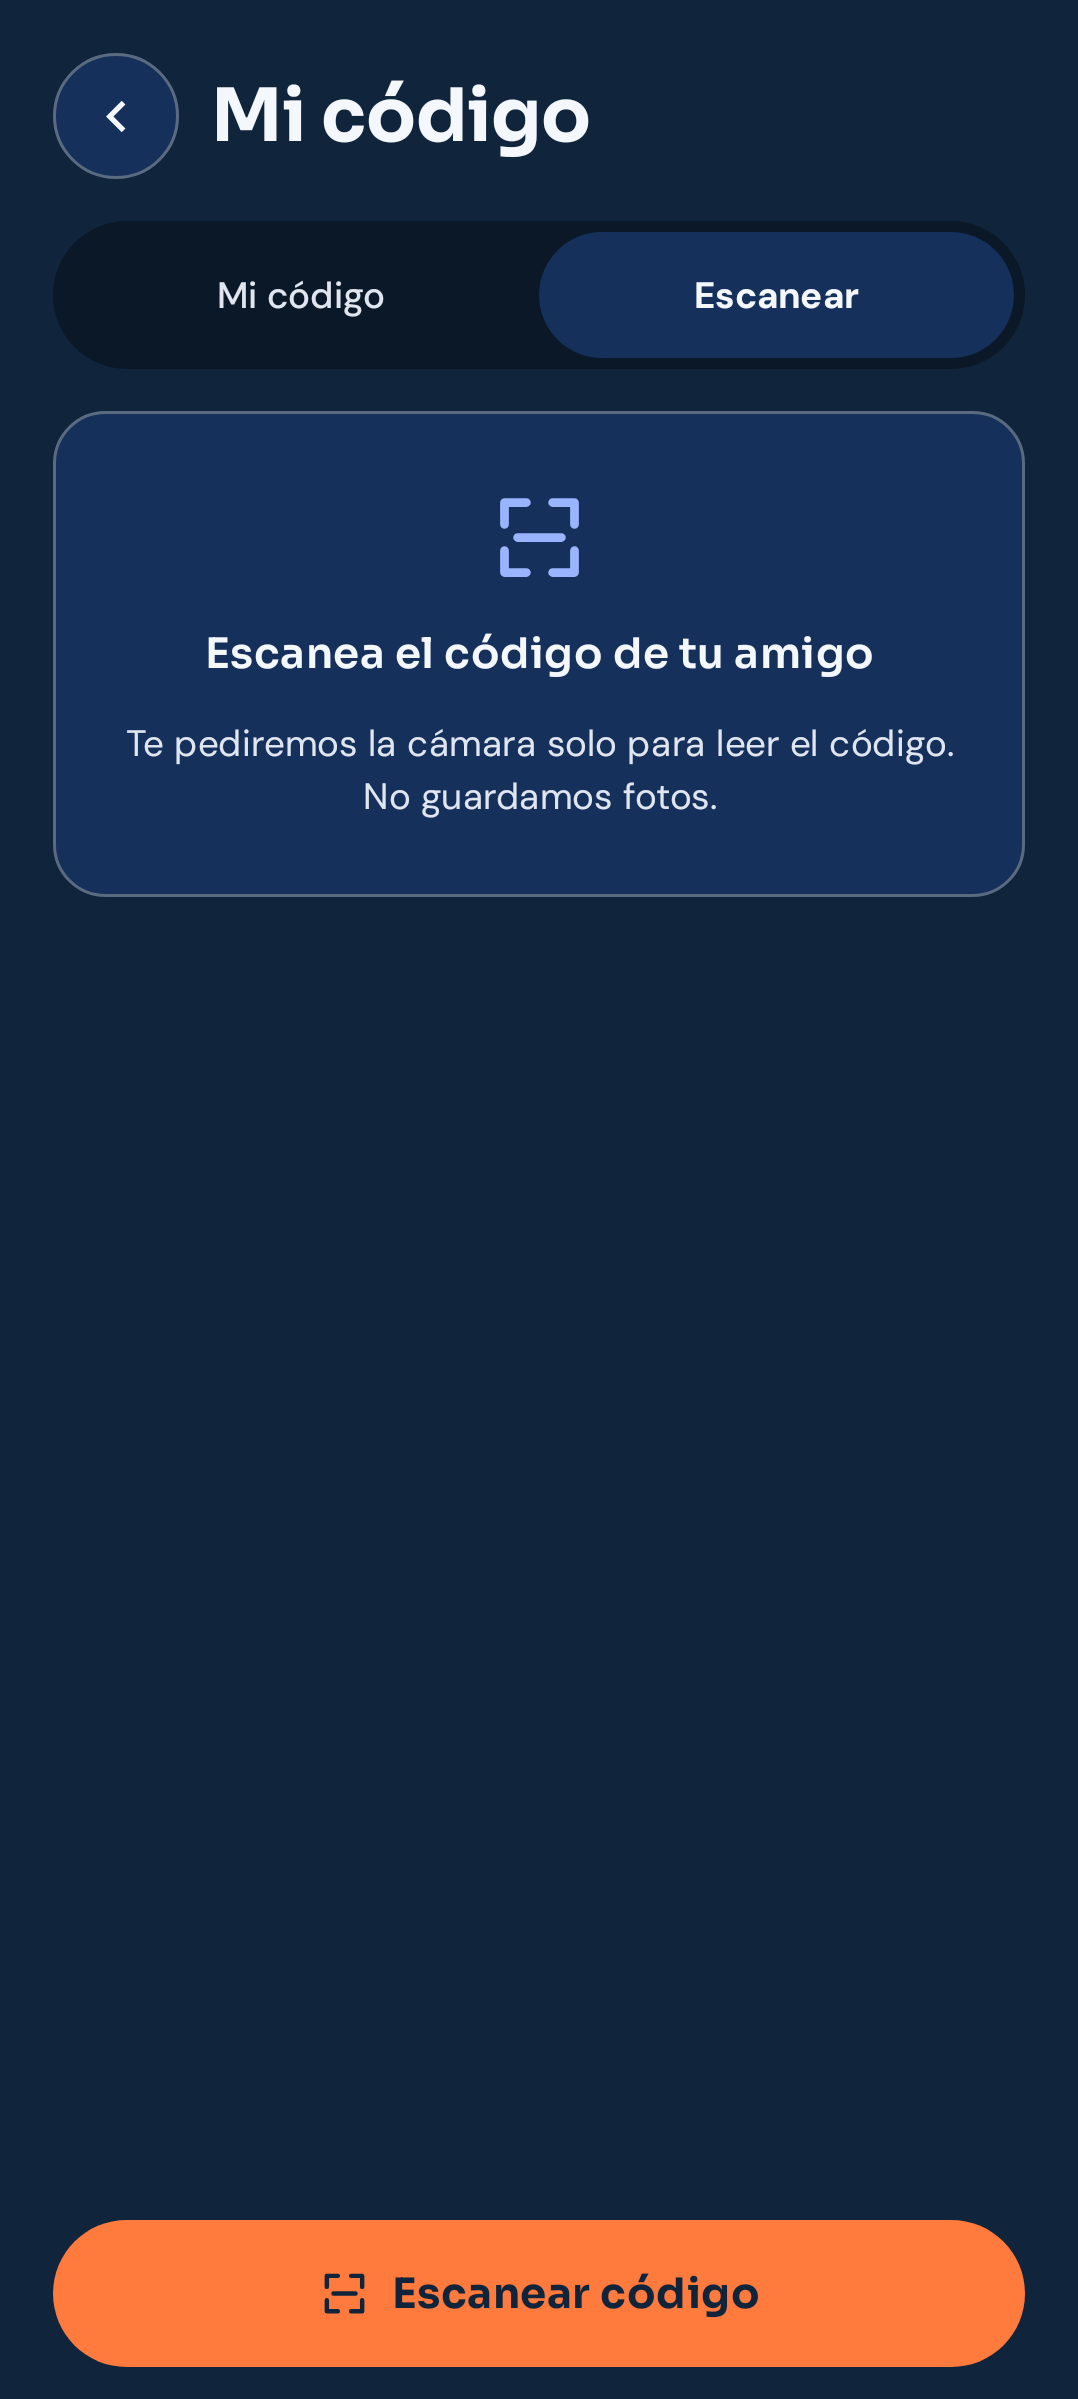 Mi código
Mi código
Escanear
Escanea el código de tu amigo
Te pediremos la cámara solo para leer el código.
No guardamos fotos.
Escanear código